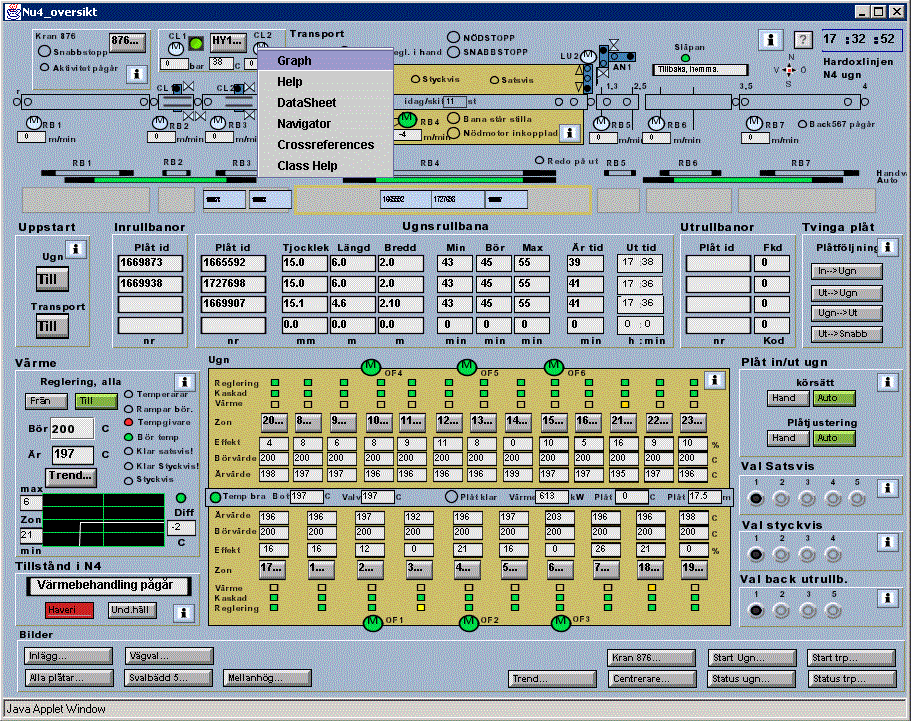 Nu4_oversikt
Kran 876
876...
Snabbstopp
Aktivitet pågår
CL1
HY1...
CL2
0 bar
38 C
Transport
NÖDSTOPP
egl. i hand
SNABBSTOPP
LU2
AN1
Slåpan
Tillbaks, hemma.
?
17 :32 :52
N
V
O
S
Hardoxlinjen
N4 ugn
Graph
Help
DataSheet
Navigator
Crossreferences
Class Help
Styckvis
Satsvis
idag/skift
11
st
Bana står stilla
Nödmotor inkopplad
1,3
2,5
3,5
4
RB1
0 m/min
RB2
0 m/min
RB3
0 m/min
RB4
-4 m/min
RB5
0 m/min
RB6
0 m/min
RB7
0 m/min
Back567 pågår
RB1
RB2
RB3
RB4
Redo på ut
RB5
RB6
RB7
Handv
Auto
1665592
1727698
Uppstart
Ugn
Till
Transport
Till
Inrullbanor
Plåt id
1669873
1669938
nr
Ugnsrullbana
Plåt id Tjocklek Längd Bredd Min Bör Max Är tid Ut tid
1665592 15.0 6.0 2.0 43 45 55 39 17 :38
1727698 15.0 6.0 2.0 43 45 55 41 17 :36
1669907 15.1 4.6 2.10 43 45 55 41 17 :36
0.0 0.0 0.0 0 0 0 0 0 : 0
nr mm m m min min min min h :min
Utrullbanor
Plåt id Fkd
0
0
0
0
nr Kod
Tvinga plåt
Plåtföljning
In-->Ugn
Ut-->Ugn
Ugn-->Ut
Ut-->Snabb
Värme
Reglering, alla
Från
Till
Bör 200 C
Är 197 C
Trend...
Temperarar
Rampar bör.
Tempgivare
Bör temp
Klar satsvis!
Klar Styckvis!
Styckvis
max
6
Zon
21
min
Diff
-2
C
Tillstånd i N4
Värmebehandling pågår
Haveri...
Und.håll
Ugn
OF4
OF5
OF6
Reglering
Kaskad
Värme
Zon 20... 8... 9... 10... 11... 12... 13... 14... 15... 21... 22... 23...
Effekt 4 8 6 8 9 11 8 0 10 5 16 9 10 %
Börvärde 200 200 200 200 200 200 200 200 200 200 200 200 C
Ärvärde 198 197 197 196 196 199 196 197 197 195 197 196 C
Temp bra Bot 197 C Valv 197 C Plåt klar Värme 613 kW Plåt 0 C Plåt 17.5 m
Ärvärde 196 196 197 192 196 197 203 196 196 198 C
Börvärde 200 200 200 200 200 200 200 200 200 200 C
Effekt 16 16 12 0 21 16 0 26 21 0 %
Zon 17... 1... 2... 3... 4... 5... 6... 7... 18... 19...
Värme
Kaskad
Reglering
OF1
OF2
OF3
Plåt in/ut ugn
körsätt
Hand
Auto
Plåtjustering
Hand
Auto
Val Satsvis
1 2 3 4 5
Val styckvis
1 2 3 4
Val back utrullb.
1 2 3 5
Bilder
Inlägg...
Vägval...
Alla plåtar...
Svalbädd 5...
Mellanhög...
Trend...
Kran 876...
Centrerare...
Start Ugn...
Status ugn...
Start trp...
Status trp...
Java Applet Window